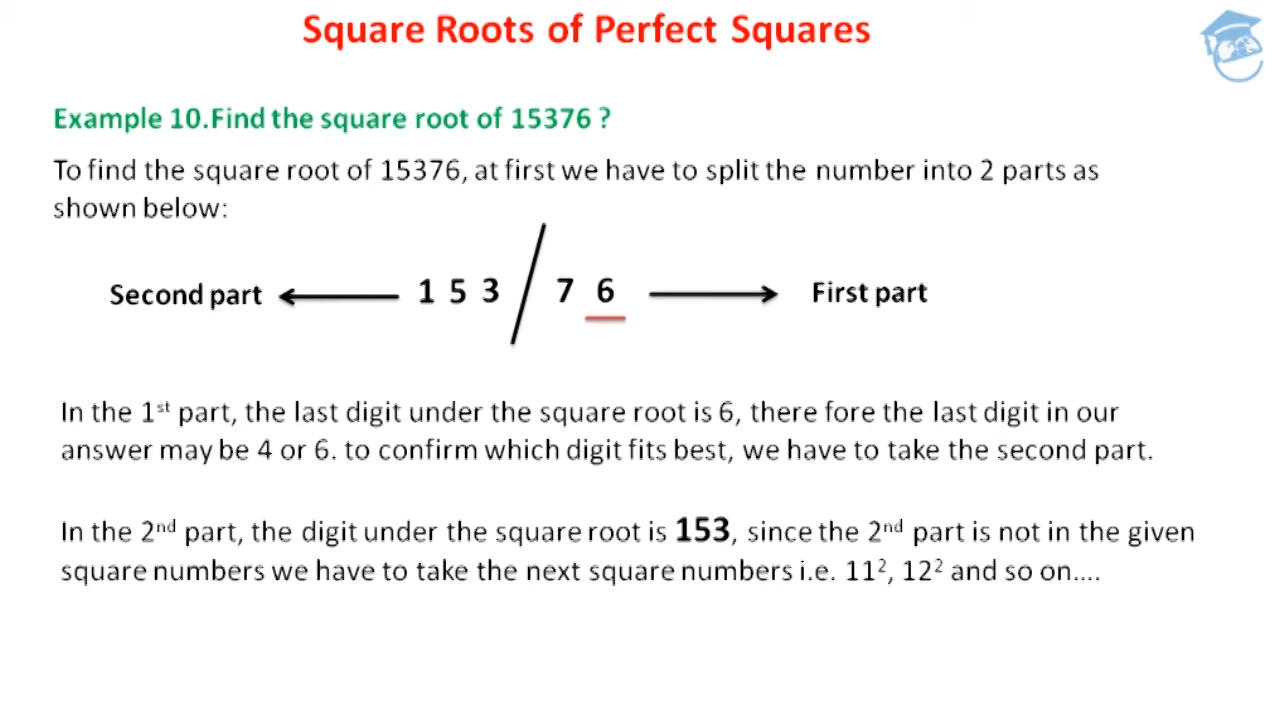 Square Roots of Perfect Squares
Example 10.Find the square root of 15376 ?
To find the square root of 15376, at first we have to split the number into 2 parts as
shown below:
Second part 1 5 3 / 7 6 First part
In the 1st part, the last digit under the square root is 6, there fore the last digit in our
answer may be 4 or 6. to confirm which digit fits best, we have to take the second part.
In the 2nd part, the digit under the square root is 153, since the 2nd part is not in the given
square numbers we have to take the next square numbers i.e. 11², 12² and so on....